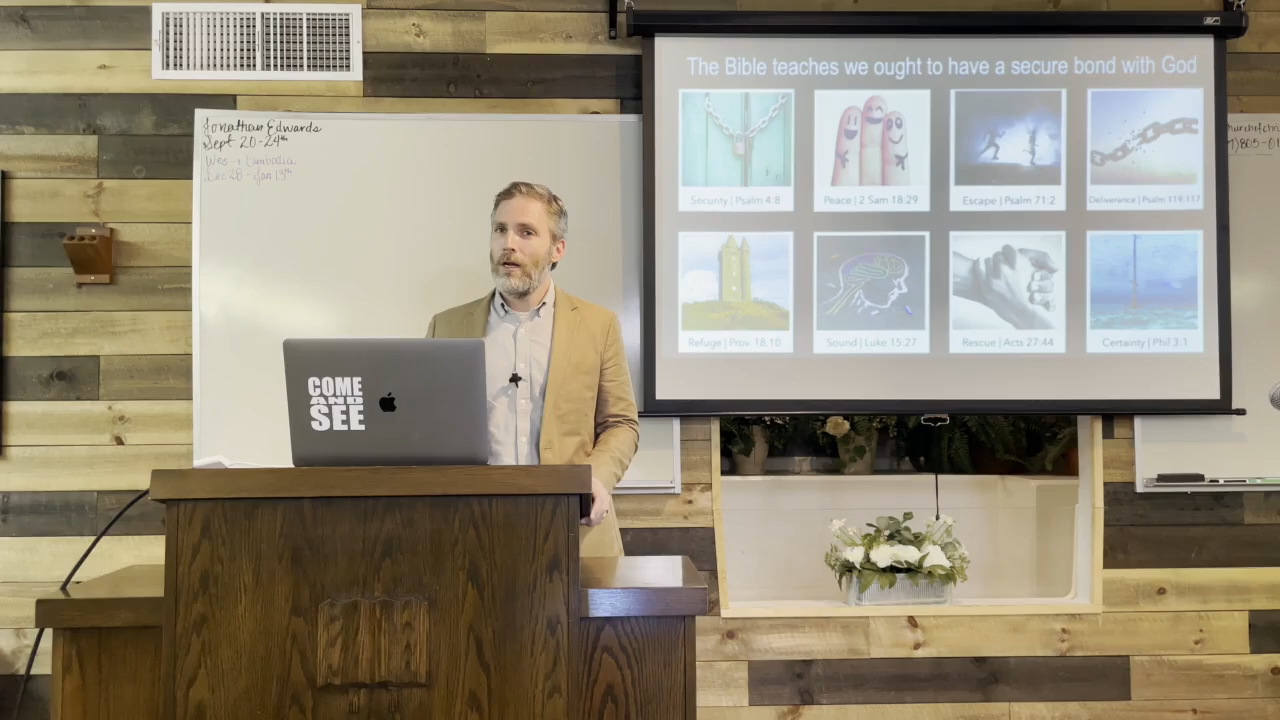 Jonathan Edwards
Sept 20-24th
Wes - Cambodia
Dec 28 - Jan 13th
COME
AND
SEE
The Bible teaches we ought to have a secure bond with God
Security | Psalm 4:8
Peace | 2 Sam 18:29
Escape | Psalm 71:2
Deliverance | Psalm 119:117
Refuge | Prov. 18:10
Sound | Luke 15:27
Rescue | Acts 27:44
Certainty | Phil 3.1